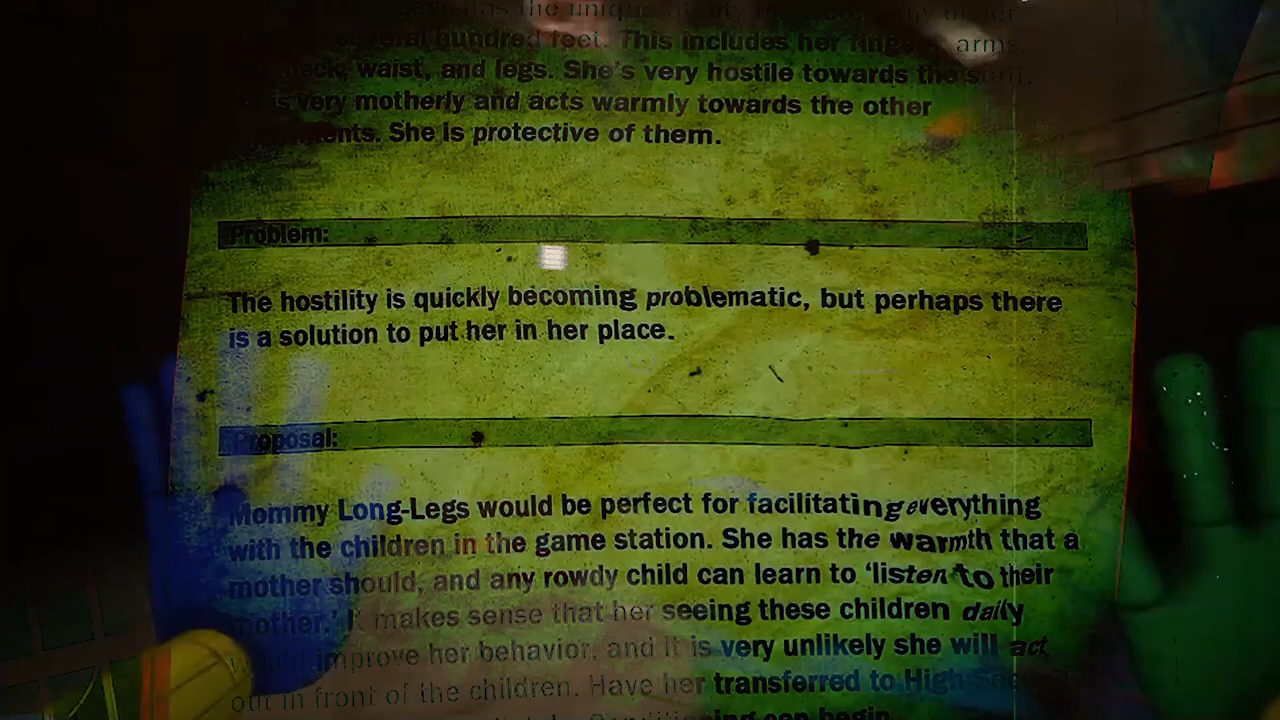 has the unique
hundred feet. This includes her fingers, arms,
neck, waist, and legs. She's very hostile towards the staff.
is very motherly and acts warmly towards the other
She is protective of them.
Problem:
The hostility is quickly becoming problematic, but perhaps there
is a solution to put her in her place.
Proposal:
Mommy Long-Legs would be perfect for facilitating everything
with the children in the game station. She has the warmth that a
mother should, and any rowdy child can learn to ‘listen to their
mother.’ It makes sense that her seeing these children daily
would improve her behavior, and it is very unlikely she will act
out in front of the children. Have her transferred to High Security
can begin.